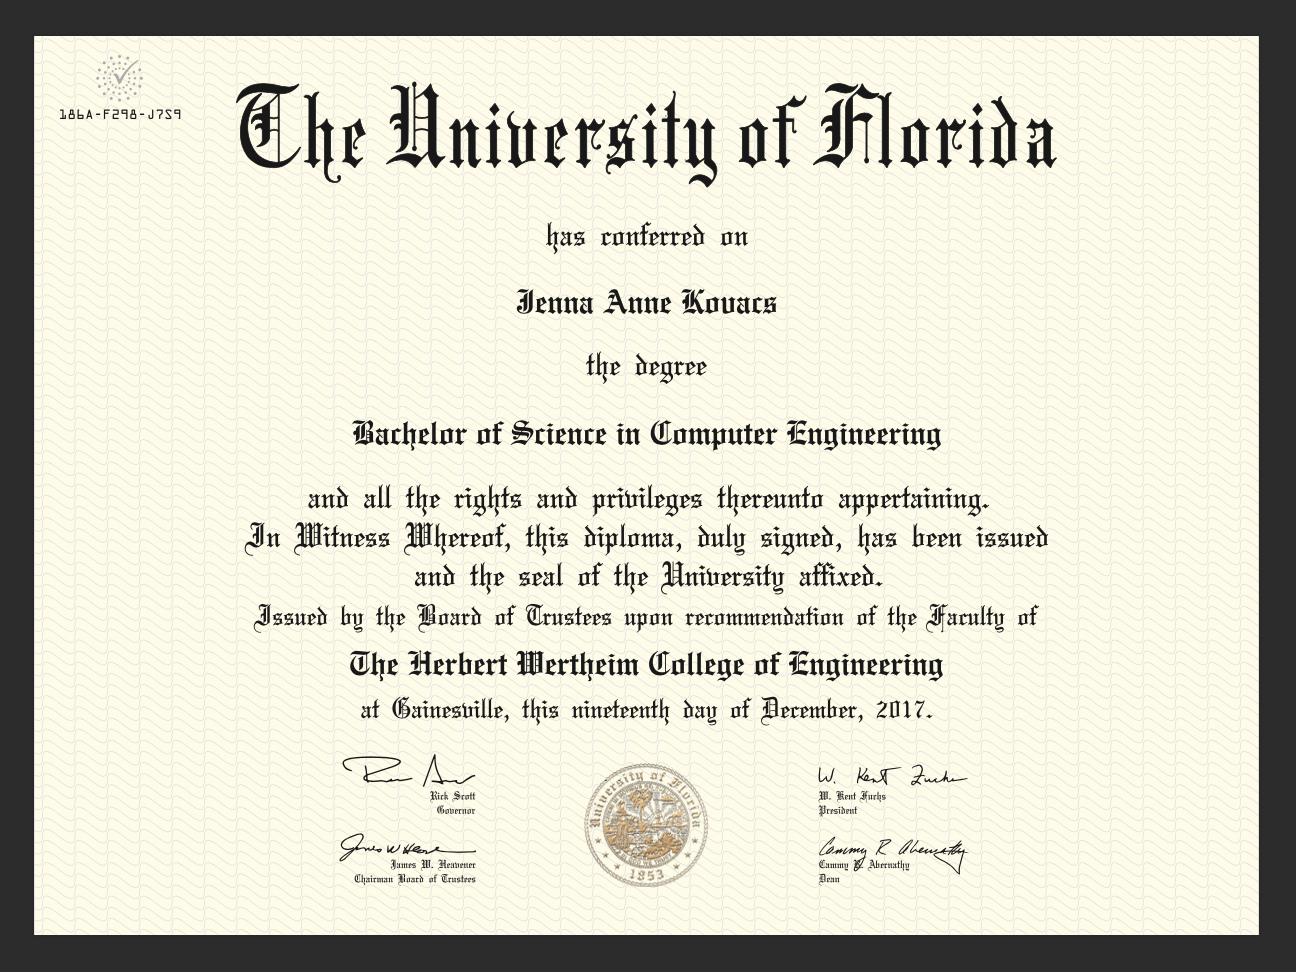 186A-F298-J7S9
The University of Florida
has conferred on
Jenna Anne Kovacs
the degree
Bachelor of Science in Computer Engineering
and all the rights and privileges thereunto appertaining.
In Witness Whereof, this diploma, duly signed, has been issued
and the seal of the University affixed.
Issued by the Board of Trustees upon recommendation of the Faculty of
The Herbert Wertheim College of Engineering
at Gainesville, this nineteenth day of December, 2017.
Rick Scott
Governor
James W. Heavener
Chairman Board of Trustees
University of Florida
1853
W. Kent Fuchs
W. Kent Fuchs
President
Cammy R Abernathy
Cammy R. Abernathy
Dean